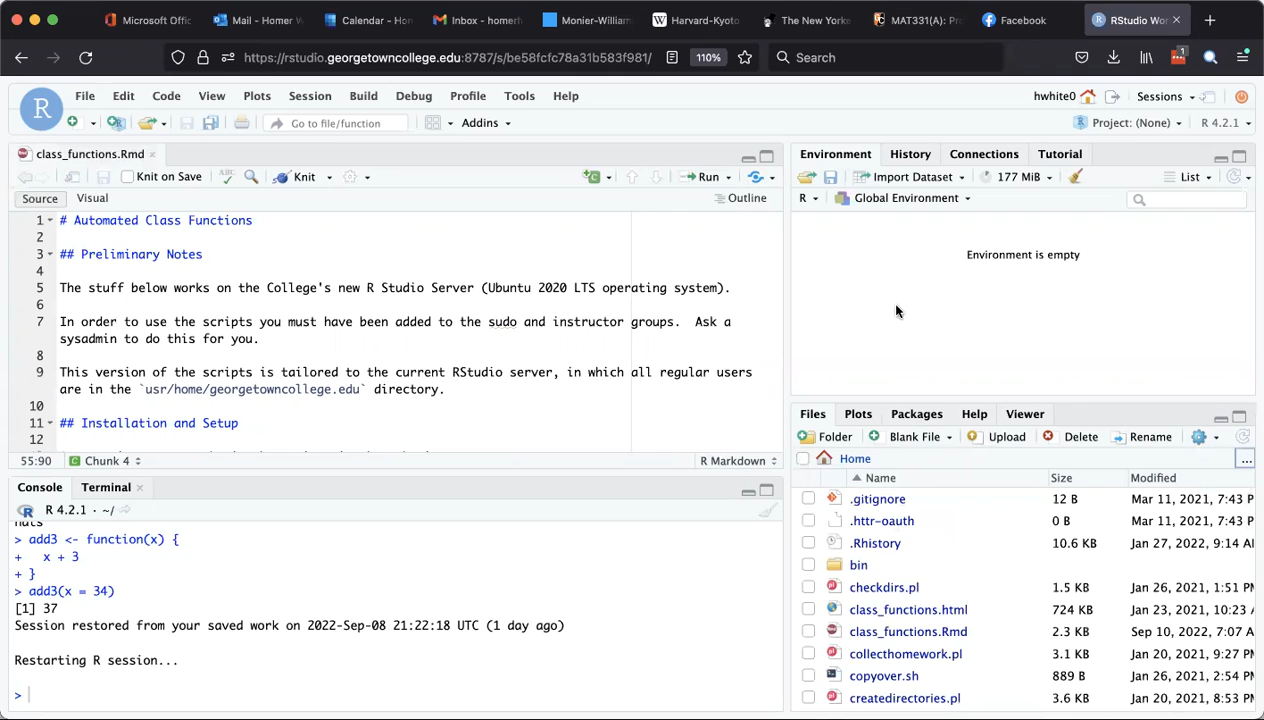 Microsoft Offic
Mail - Homer W
Calendar - Hon
Inbox - homerh
Monier-Williams
Harvard-Kyoto
The New Yorke
MAT331(A): Pr
Facebook
RStudio Wor
https://rstudio.georgetowncollege.edu:8787/s/be58fcfc78a31b583f981/
110%
Search
1
R
File Edit Code View Plots Session Build Debug Profile Tools Help
hwhite0 Sessions
Go to file/function
Addins
Project: (None) R 4.2.1
class_functions.Rmd
Knit on Save
ABC
Knit
Run
Source Visual
Outline
1 # Automated Class Functions
2
3 ## Preliminary Notes
4
5 The stuff below works on the College's new R Studio Server (Ubuntu 2020 LTS operating system).
6
7 In order to use the scripts you must have been added to the sudo and instructor groups. Ask a
sysadmin to do this for you.
8
9 This version of the scripts is tailored to the current RStudio server, in which all regular users
are in the `usr/home/georgetowncollege.edu` directory.
10
11 ## Installation and Setup
12
55:90 C Chunk 4 R Markdown
Console Terminal
R 4.2.1 · ~/
nuts
> add3 <- function(x) {
+   x + 3
+ }
> add3(x = 34)
[1] 37
Session restored from your saved work on 2022-Sep-08 21:22:18 UTC (1 day ago)
Restarting R session...
>
Environment History Connections Tutorial
Import Dataset 177 MiB List
R Global Environment
Environment is empty
Files Plots Packages Help Viewer
Folder Blank File Upload Delete Rename
Home ...
Name Size Modified
.gitignore 12 B Mar 11, 2021, 7:43 P
.httr-oauth 0 B Mar 11, 2021, 7:43 P
.Rhistory 10.6 KB Jan 27, 2022, 9:14 A
bin
checkdirs.pl 1.5 KB Jan 26, 2021, 1:51 P
class_functions.html 724 KB Jan 23, 2021, 10:23
class_functions.Rmd 2.3 KB Sep 10, 2022, 7:07 A
collecthomework.pl 3.1 KB Jan 20, 2021, 9:27 P
copyover.sh 889 B Jan 26, 2021, 2:54 P
createdirectories.pl 3.6 KB Jan 20, 2021, 8:53 P